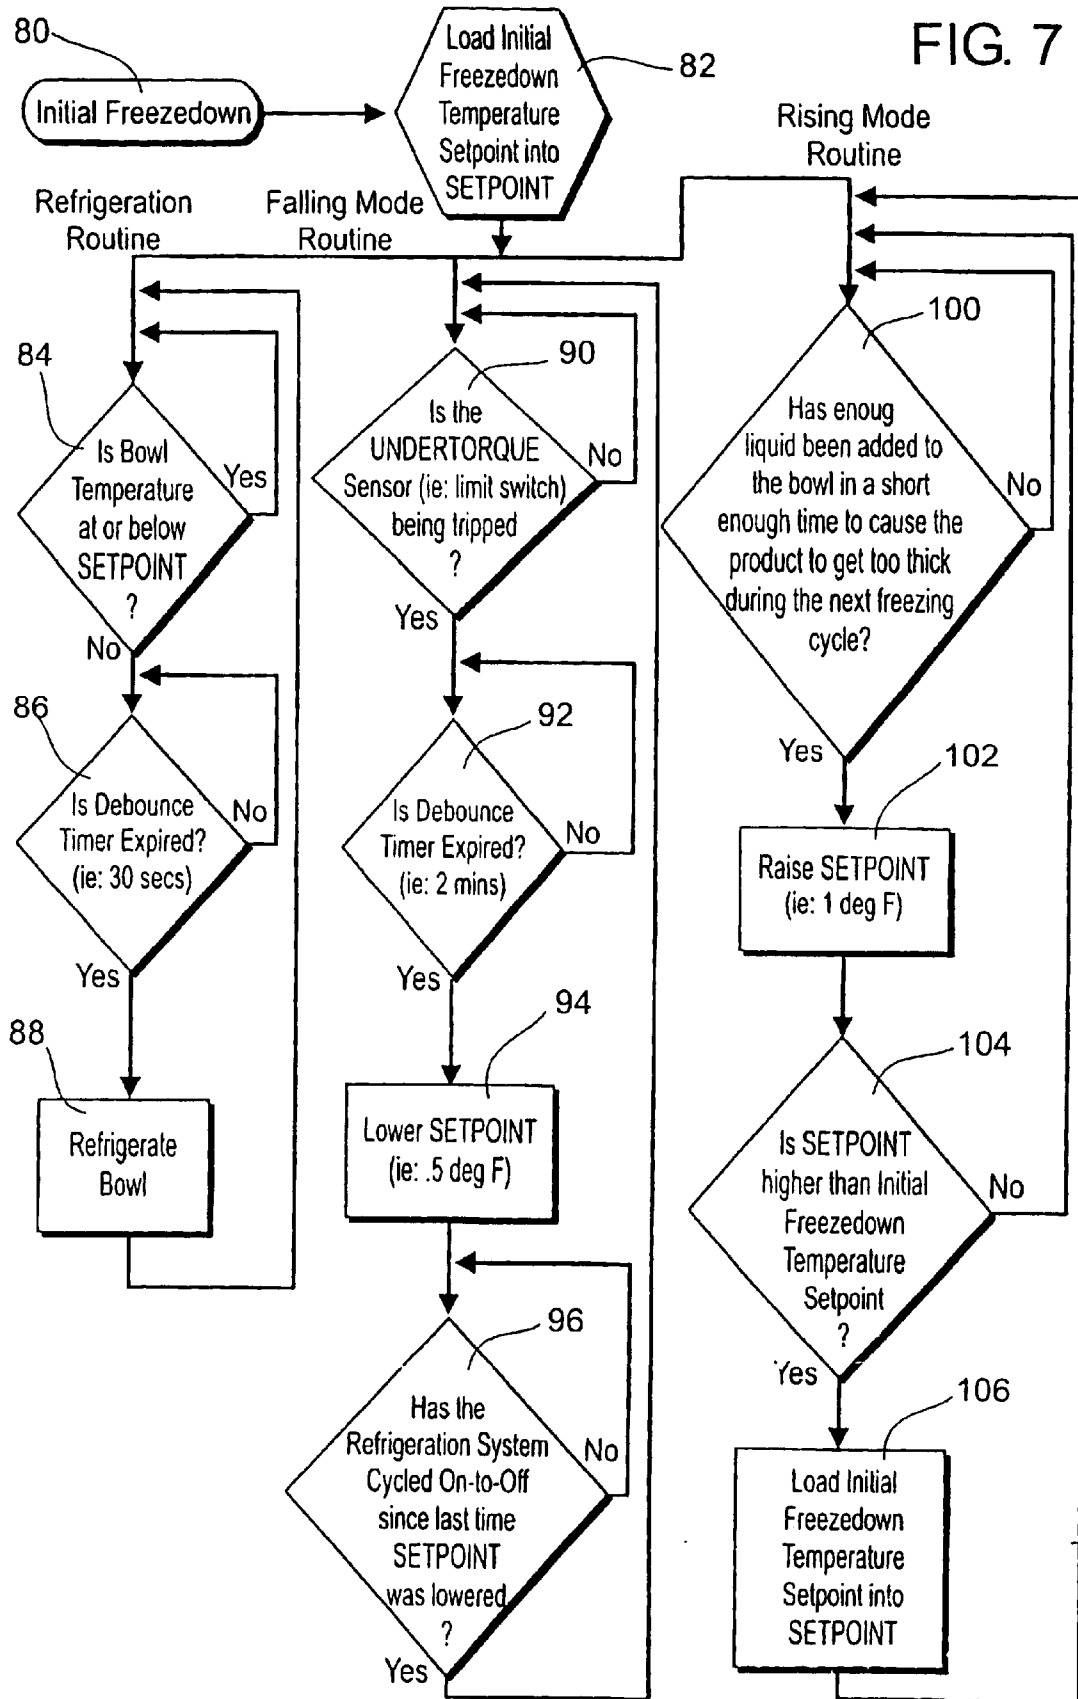 FIG. 7
80
Initial Freezedown
Load Initial
Freezedown
Temperature
Setpoint into
SETPOINT
82
Refrigeration
Routine
Falling Mode
Routine
Rising Mode
Routine
84
Is Bowl
Temperature
at or below
SETPOINT
?
Yes
No
86
Is Debounce
Timer Expired?
(ie: 30 secs)
No
Yes
88
Refrigerate
Bowl
90
Is the
UNDERTORQUE
Sensor (ie: limit switch)
being tripped
?
No
Yes
92
Is Debounce
Timer Expired?
(ie: 2 mins)
No
Yes
94
Lower SETPOINT
(ie: .5 deg F)
96
Has the
Refrigeration System
Cycled On-to-Off
since last time
SETPOINT
was lowered
?
No
Yes
100
Has enoug
liquid been added to
the bowl in a short
enough time to cause the
product to get too thick
during the next freezing
cycle?
No
Yes
102
Raise SETPOINT
(ie: 1 deg F)
104
Is SETPOINT
higher than Initial
Freezedown
Temperature
Setpoint
?
No
Yes
106
Load Initial
Freezedown
Temperature
Setpoint into
SETPOINT